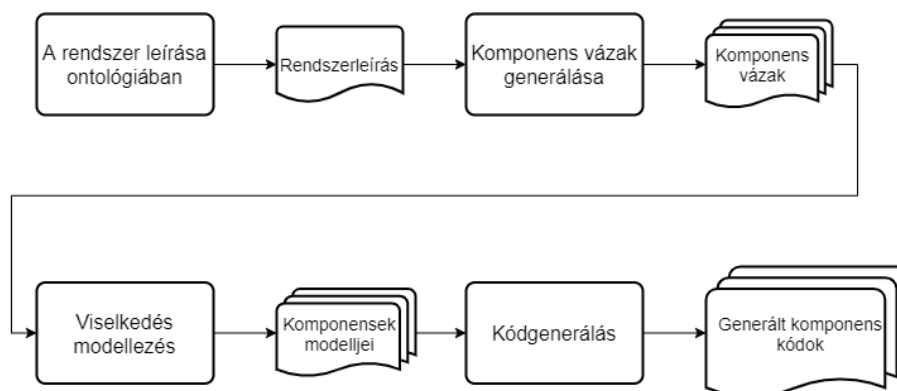 A rendszer leírása
ontológiában
Rendszerleírás
Komponens vázak
generálása
Komponens
vázak
Viselkedés
modellezés
Komponensek
modelljei
Kódgenerálás
Generált komponens
kódok